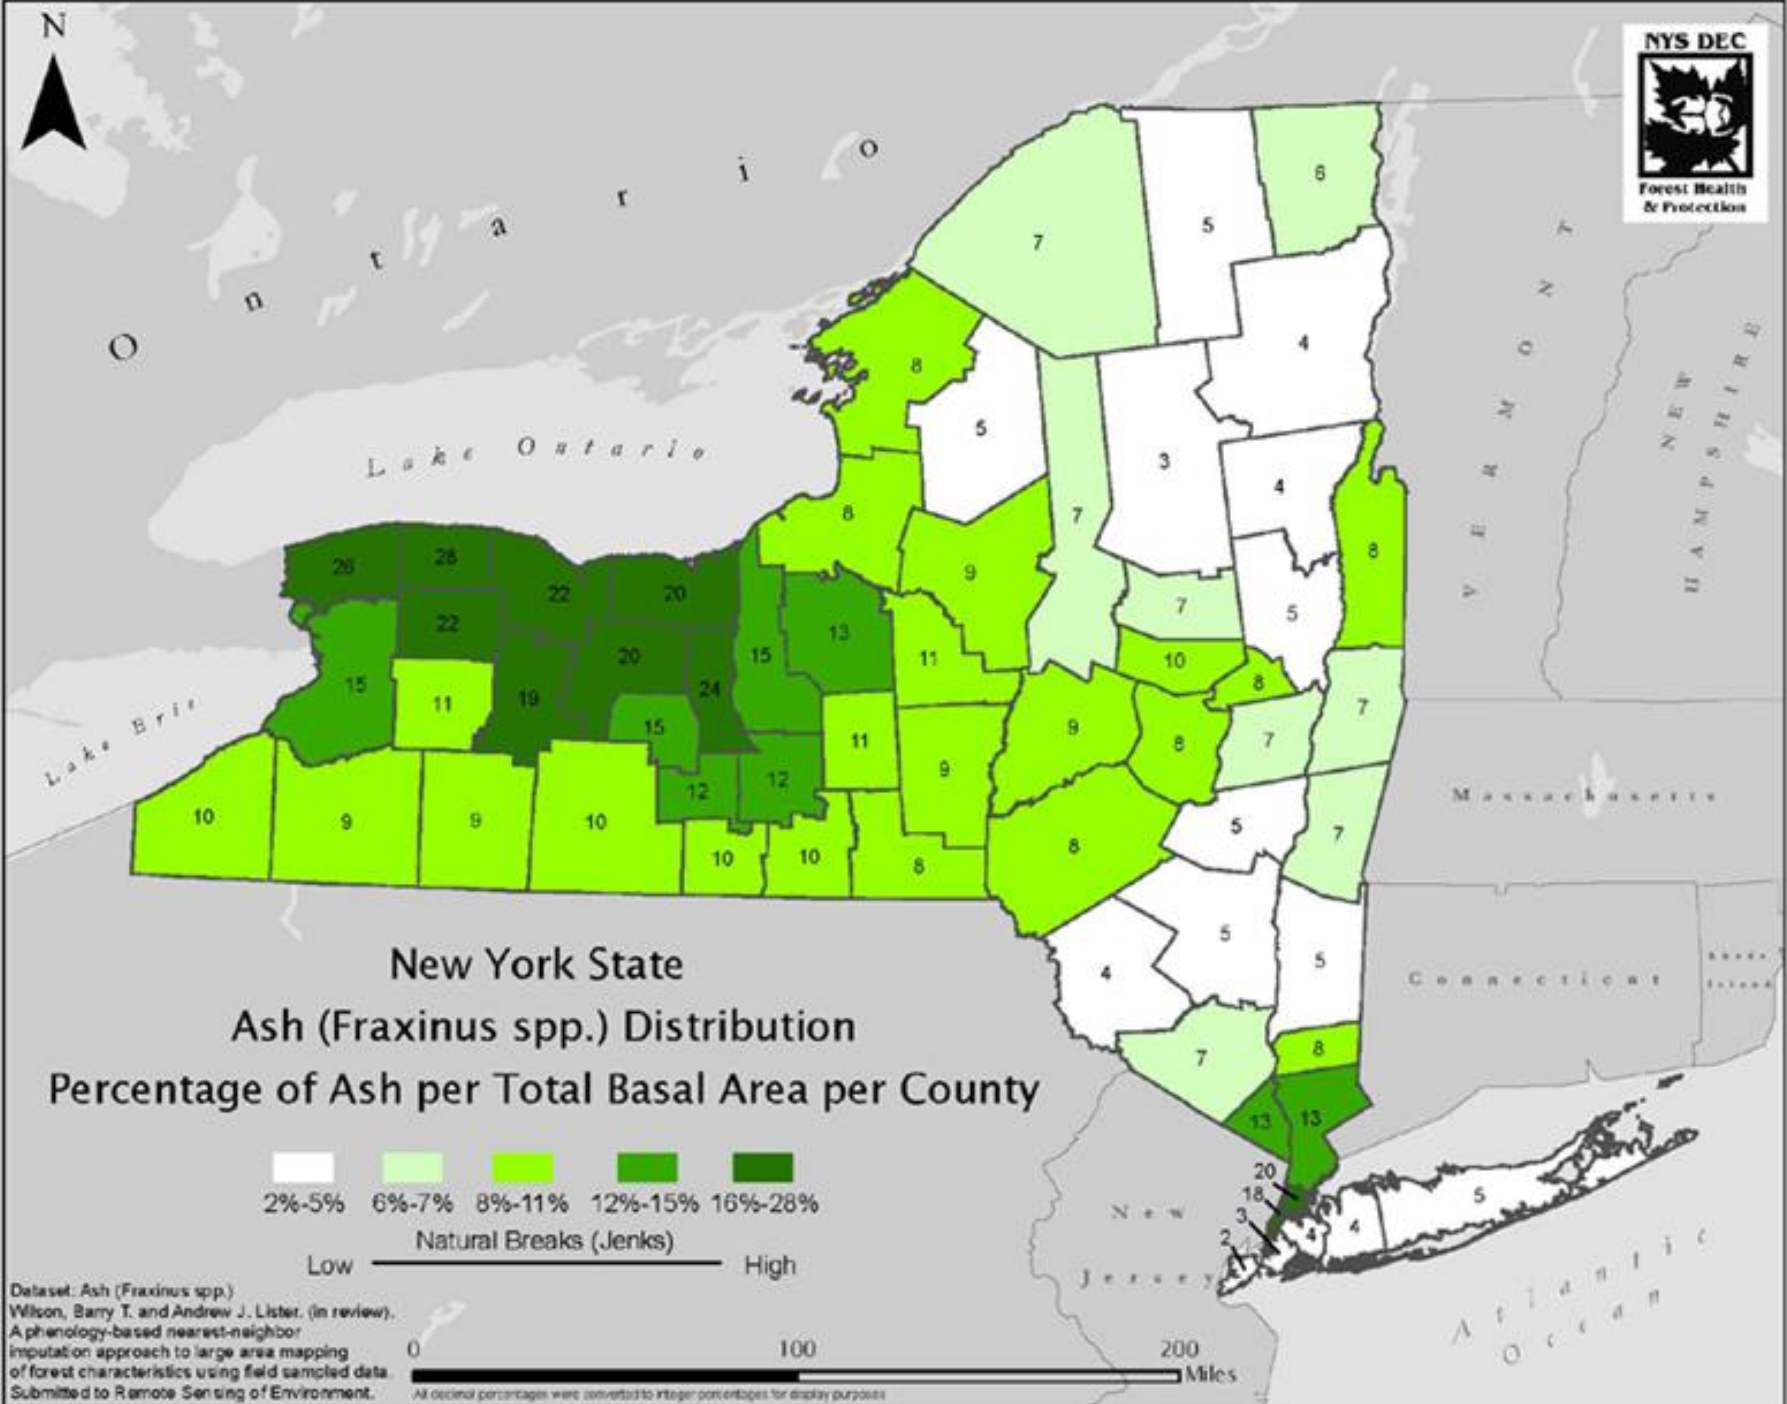 N
NYS DEC
Forest Health
& Protection
Ontario
Lake Ontario
Lake Erie
VERMONT
NEW
HAMPSHIRE
Massachusetts
Connecticut
Rhode
Island
New
Jersey
Atlantic
Ocean
7
5
6
4
8
5
3
4
7
8
8
9
7
5
26
28
22
20
22
20
24
15
13
11
10
8
15
11
19
15
11
9
8
7
7
12
12
11
9
8
5
7
10
9
9
10
10
10
8
5
5
4
7
8
13
13
20
18
3
2
4
4
5
New York State
Ash (Fraxinus spp.) Distribution
Percentage of Ash per Total Basal Area per County
2%-5% 6%-7% 8%-11% 12%-15% 16%-28%
Natural Breaks (Jenks)
Low High
Dataset: Ash (Fraxinus spp.)
Wilson, Barry T. and Andrew J. Lister. (in review).
A phenology-based nearest-neighbor
imputation approach to large area mapping
of forest characteristics using field sampled data.
Submitted to Remote Sensing of Environment.
0 100 200
Miles
All decimal percentages were converted to integer percentages for display purposes